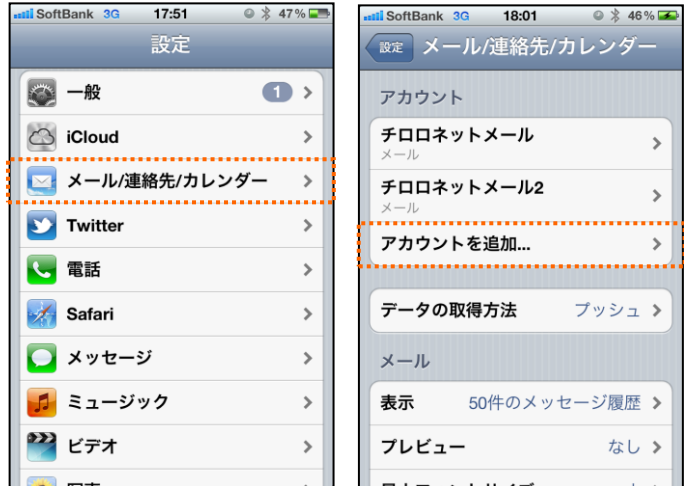 SoftBank 3G 17:51 47%
設定
一般 1
iCloud
メール/連絡先/カレンダー
Twitter
電話
Safari
メッセージ
ミュージック
ビデオ
SoftBank 3G 18:01 46%
設定 メール/連絡先/カレンダー
アカウント
チロロネットメール
メール
チロロネットメール2
メール
アカウントを追加...
データの取得方法 プッシュ
メール
表示 50件のメッセージ履歴
プレビュー なし